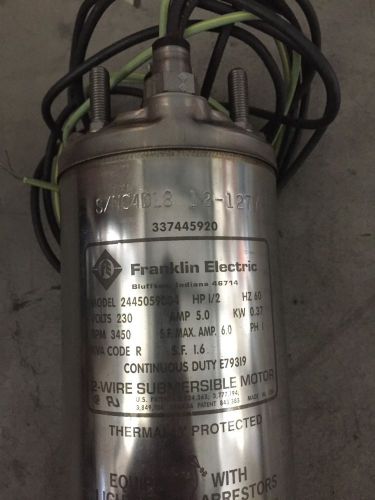 337445920
Franklin Electric
Bluffton, Indiana 46714
MODEL HP 1/2 HZ 60
VOLTS 230 AMP 5.0 KW 0.37
RPM 3450 S.F. MAX. AMP. 6.0 PH 1
KVA CODE R S.F. 1.6
CONTINUOUS DUTY E79319
2-WIRE SUBMERSIBLE MOTOR
THERMALLY PROTECTED
WITH